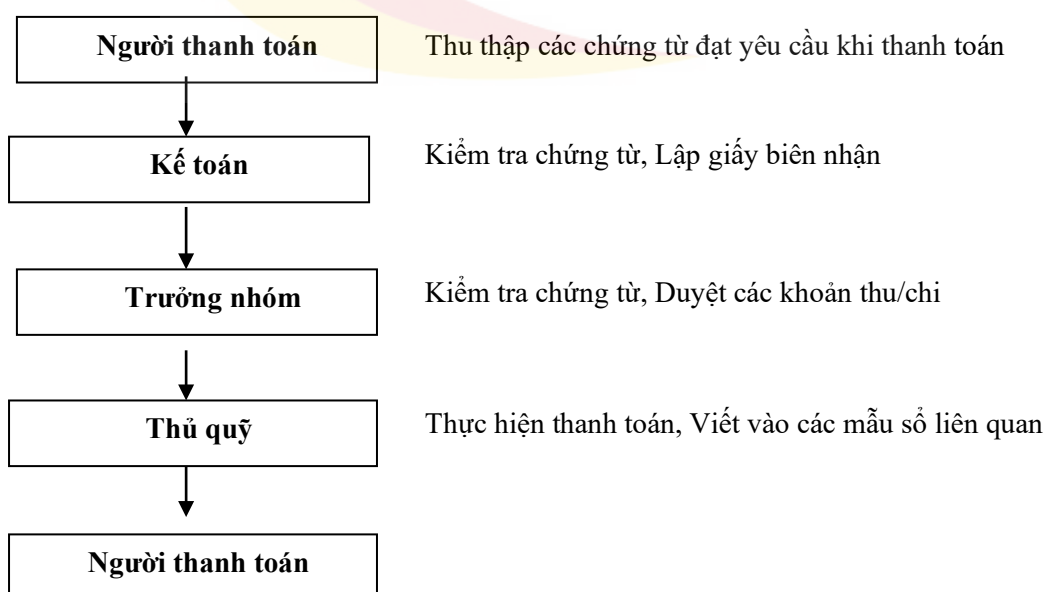 Người thanh toán
Thu thập các chứng từ đạt yêu cầu khi thanh toán
Kế toán
Kiểm tra chứng từ, Lập giấy biên nhận
Trưởng nhóm
Kiểm tra chứng từ, Duyệt các khoản thu/chi
Thủ quỹ
Thực hiện thanh toán, Viết vào các mẫu sổ liên quan
Người thanh toán